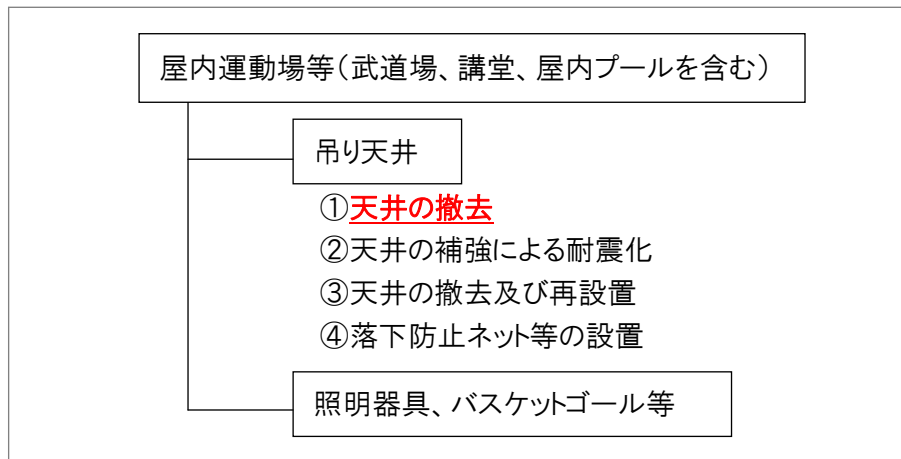 屋内運動場等(武道場、講堂、屋内プールを含む)
吊り天井
①天井の撤去
②天井の補強による耐震化
③天井の撤去及び再設置
④落下防止ネット等の設置
照明器具、バスケットゴール等